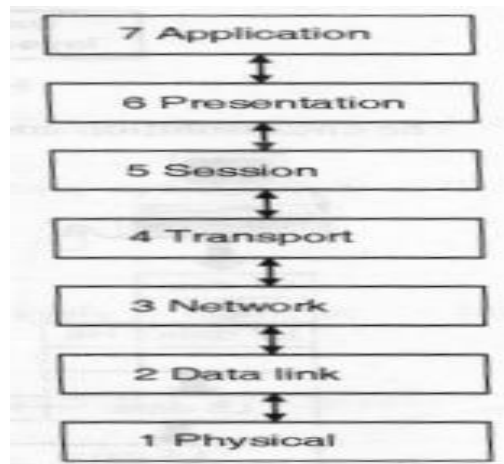 7 Application
6 Presentation
5 Session
4 Transport
3 Network
2 Data link
1 Physical